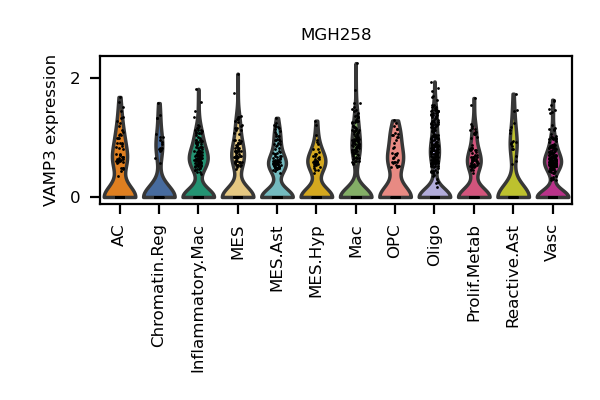 MGH258
VAMP3 expression
2
0
AC
Chromatin.Reg
Inflammatory.Mac
MES
MES.Ast
MES.Hyp
Mac
OPC
Oligo
Prolif.Metab
Reactive.Ast
Vasc